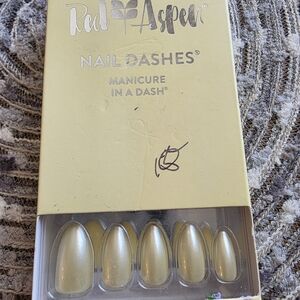 Red Aspen
NAIL DASHES®
MANICURE
IN A DASH®